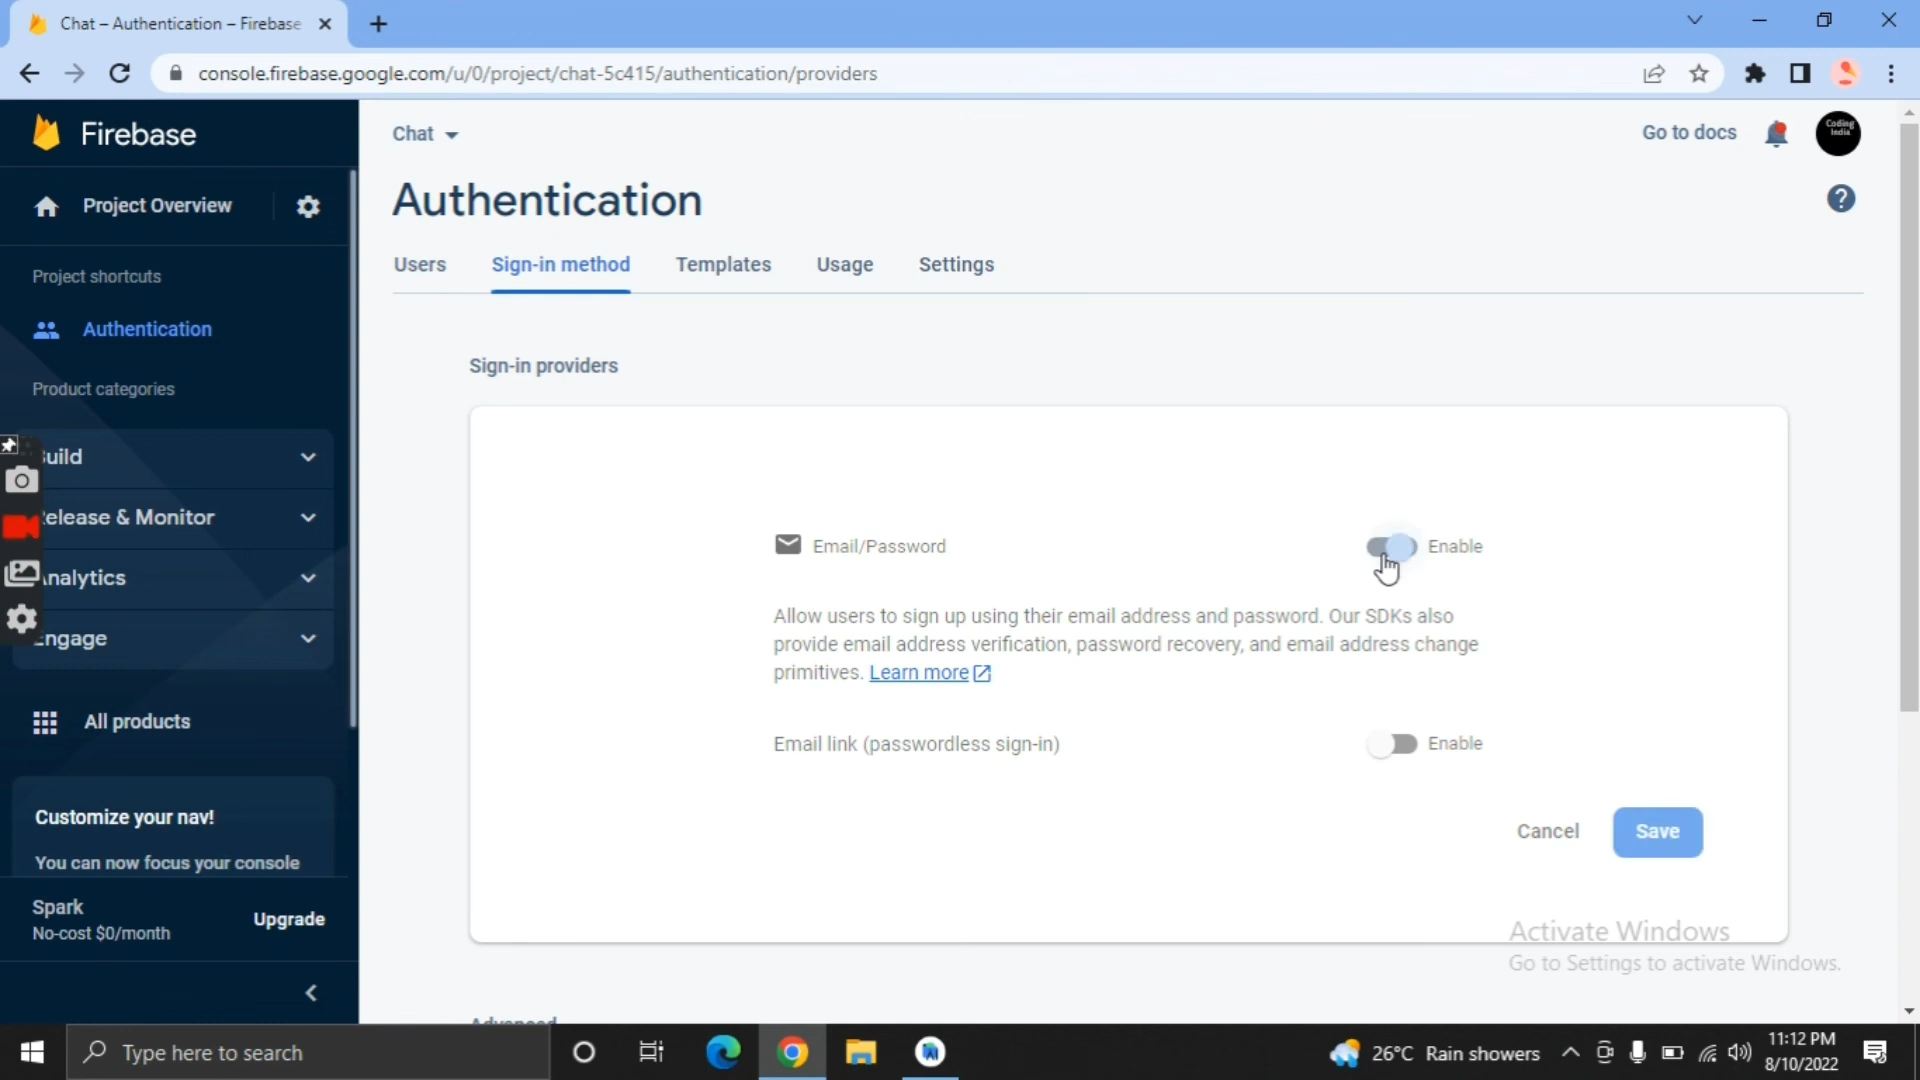 Chat – Authentication – Firebase
console.firebase.google.com/u/0/project/chat-5c415/authentication/providers
Firebase
Project Overview
Project shortcuts
Authentication
Product categories
uild
elease & Monitor
nalytics
ngage
All products
Customize your nav!
You can now focus your console
Spark
No-cost $0/month
Upgrade
Chat
Go to docs
Coding
India
Authentication
Users Sign-in method Templates Usage Settings
Sign-in providers
Email/Password Enable
Allow users to sign up using their email address and password. Our SDKs also
provide email address verification, password recovery, and email address change
primitives. Learn more
Email link (passwordless sign-in) Enable
Cancel Save
Activate Windows
Go to Settings to activate Windows.
Advanced
Type here to search
26°C Rain showers
11:12 PM
8/10/2022